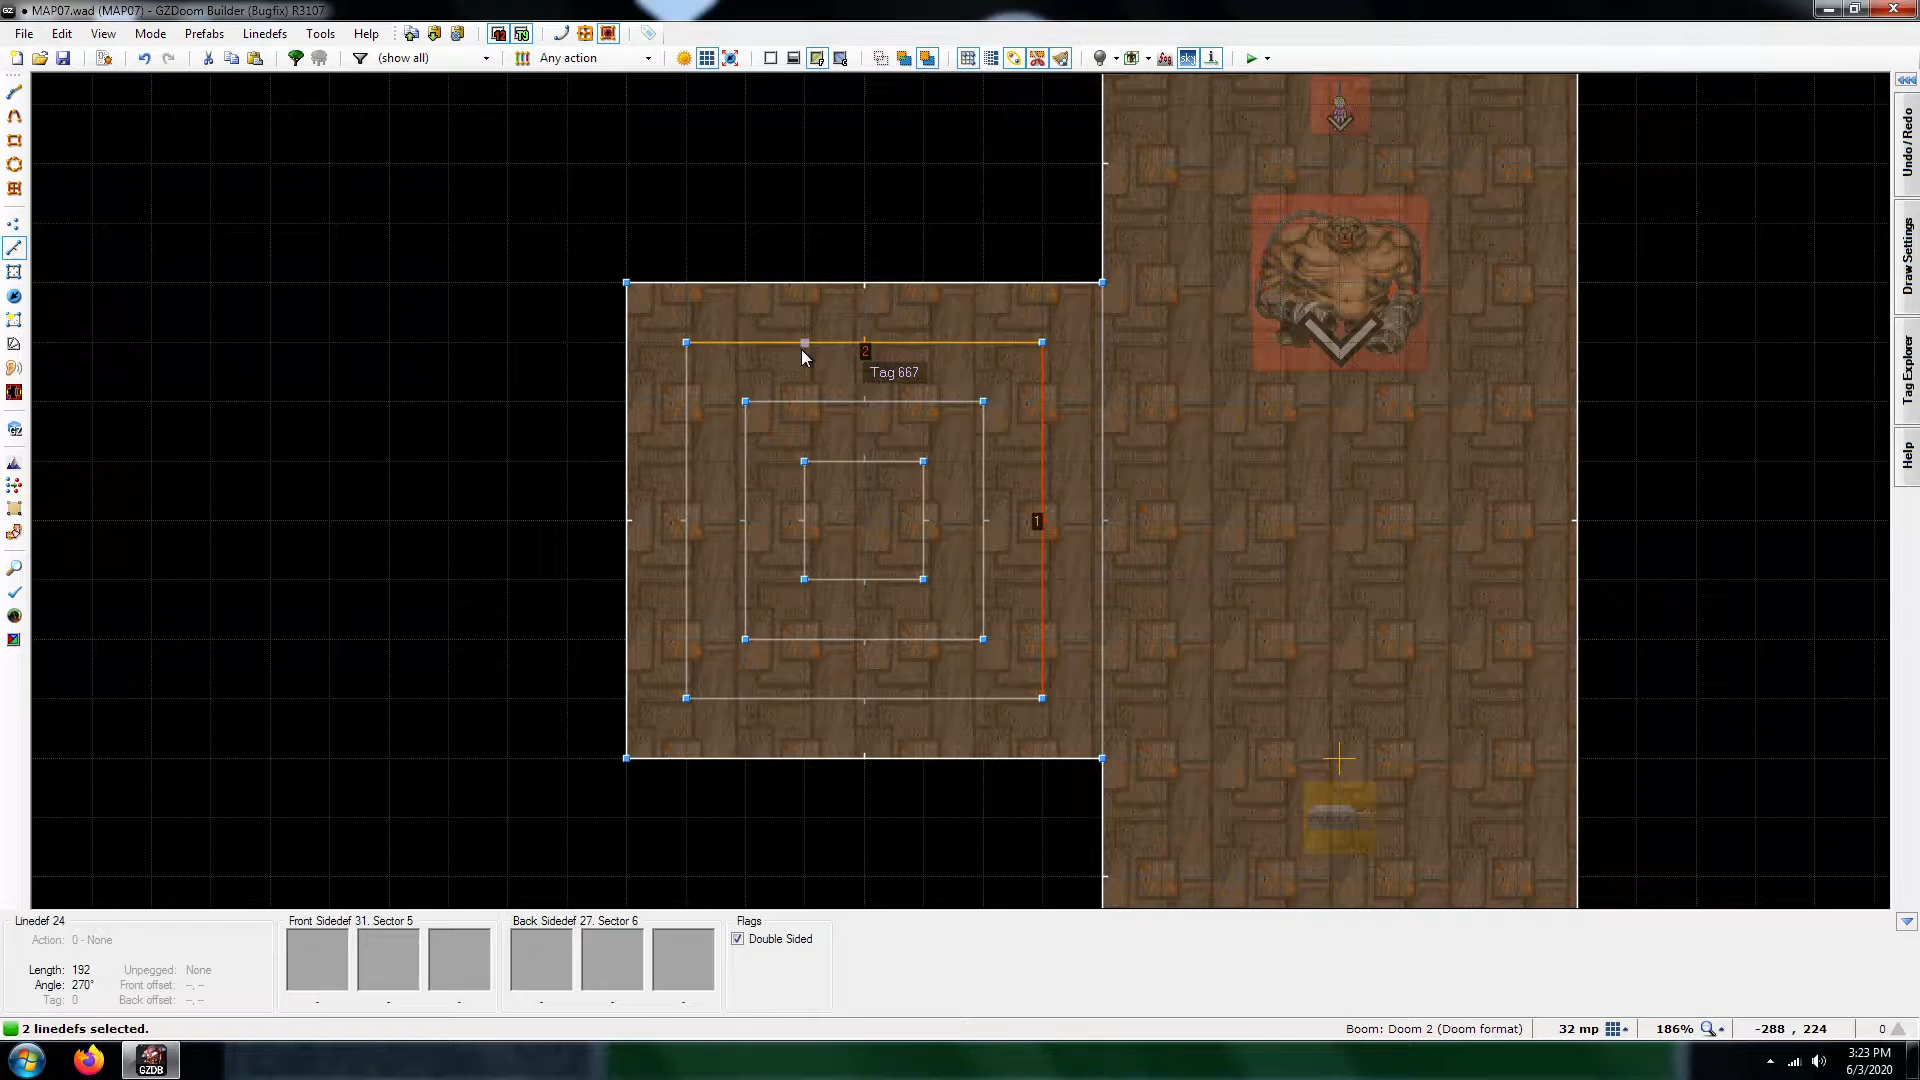 MAP07.wad (MAP07) - GZDoom Builder (Bugfix) R3107
File Edit View Mode Prefabs Linedefs Tools Help
(show all) Any action
Undo / Redo
Draw Settings
Tag Explorer
Help
2
Tag 667
1
Linedef 24
Action: 0 - None
Length: 192 Unpegged: None
Angle: 270° Front offset: --, --
Tag: 0 Back offset: --, --
Front Sidedef 31. Sector 5
- - -
Back Sidedef 27. Sector 6
- - -
Flags
Double Sided
2 linedefs selected.
Boom: Doom 2 (Doom format) 32 mp 186% -288 , 224 0
GZDB
3:23 PM
6/3/2020